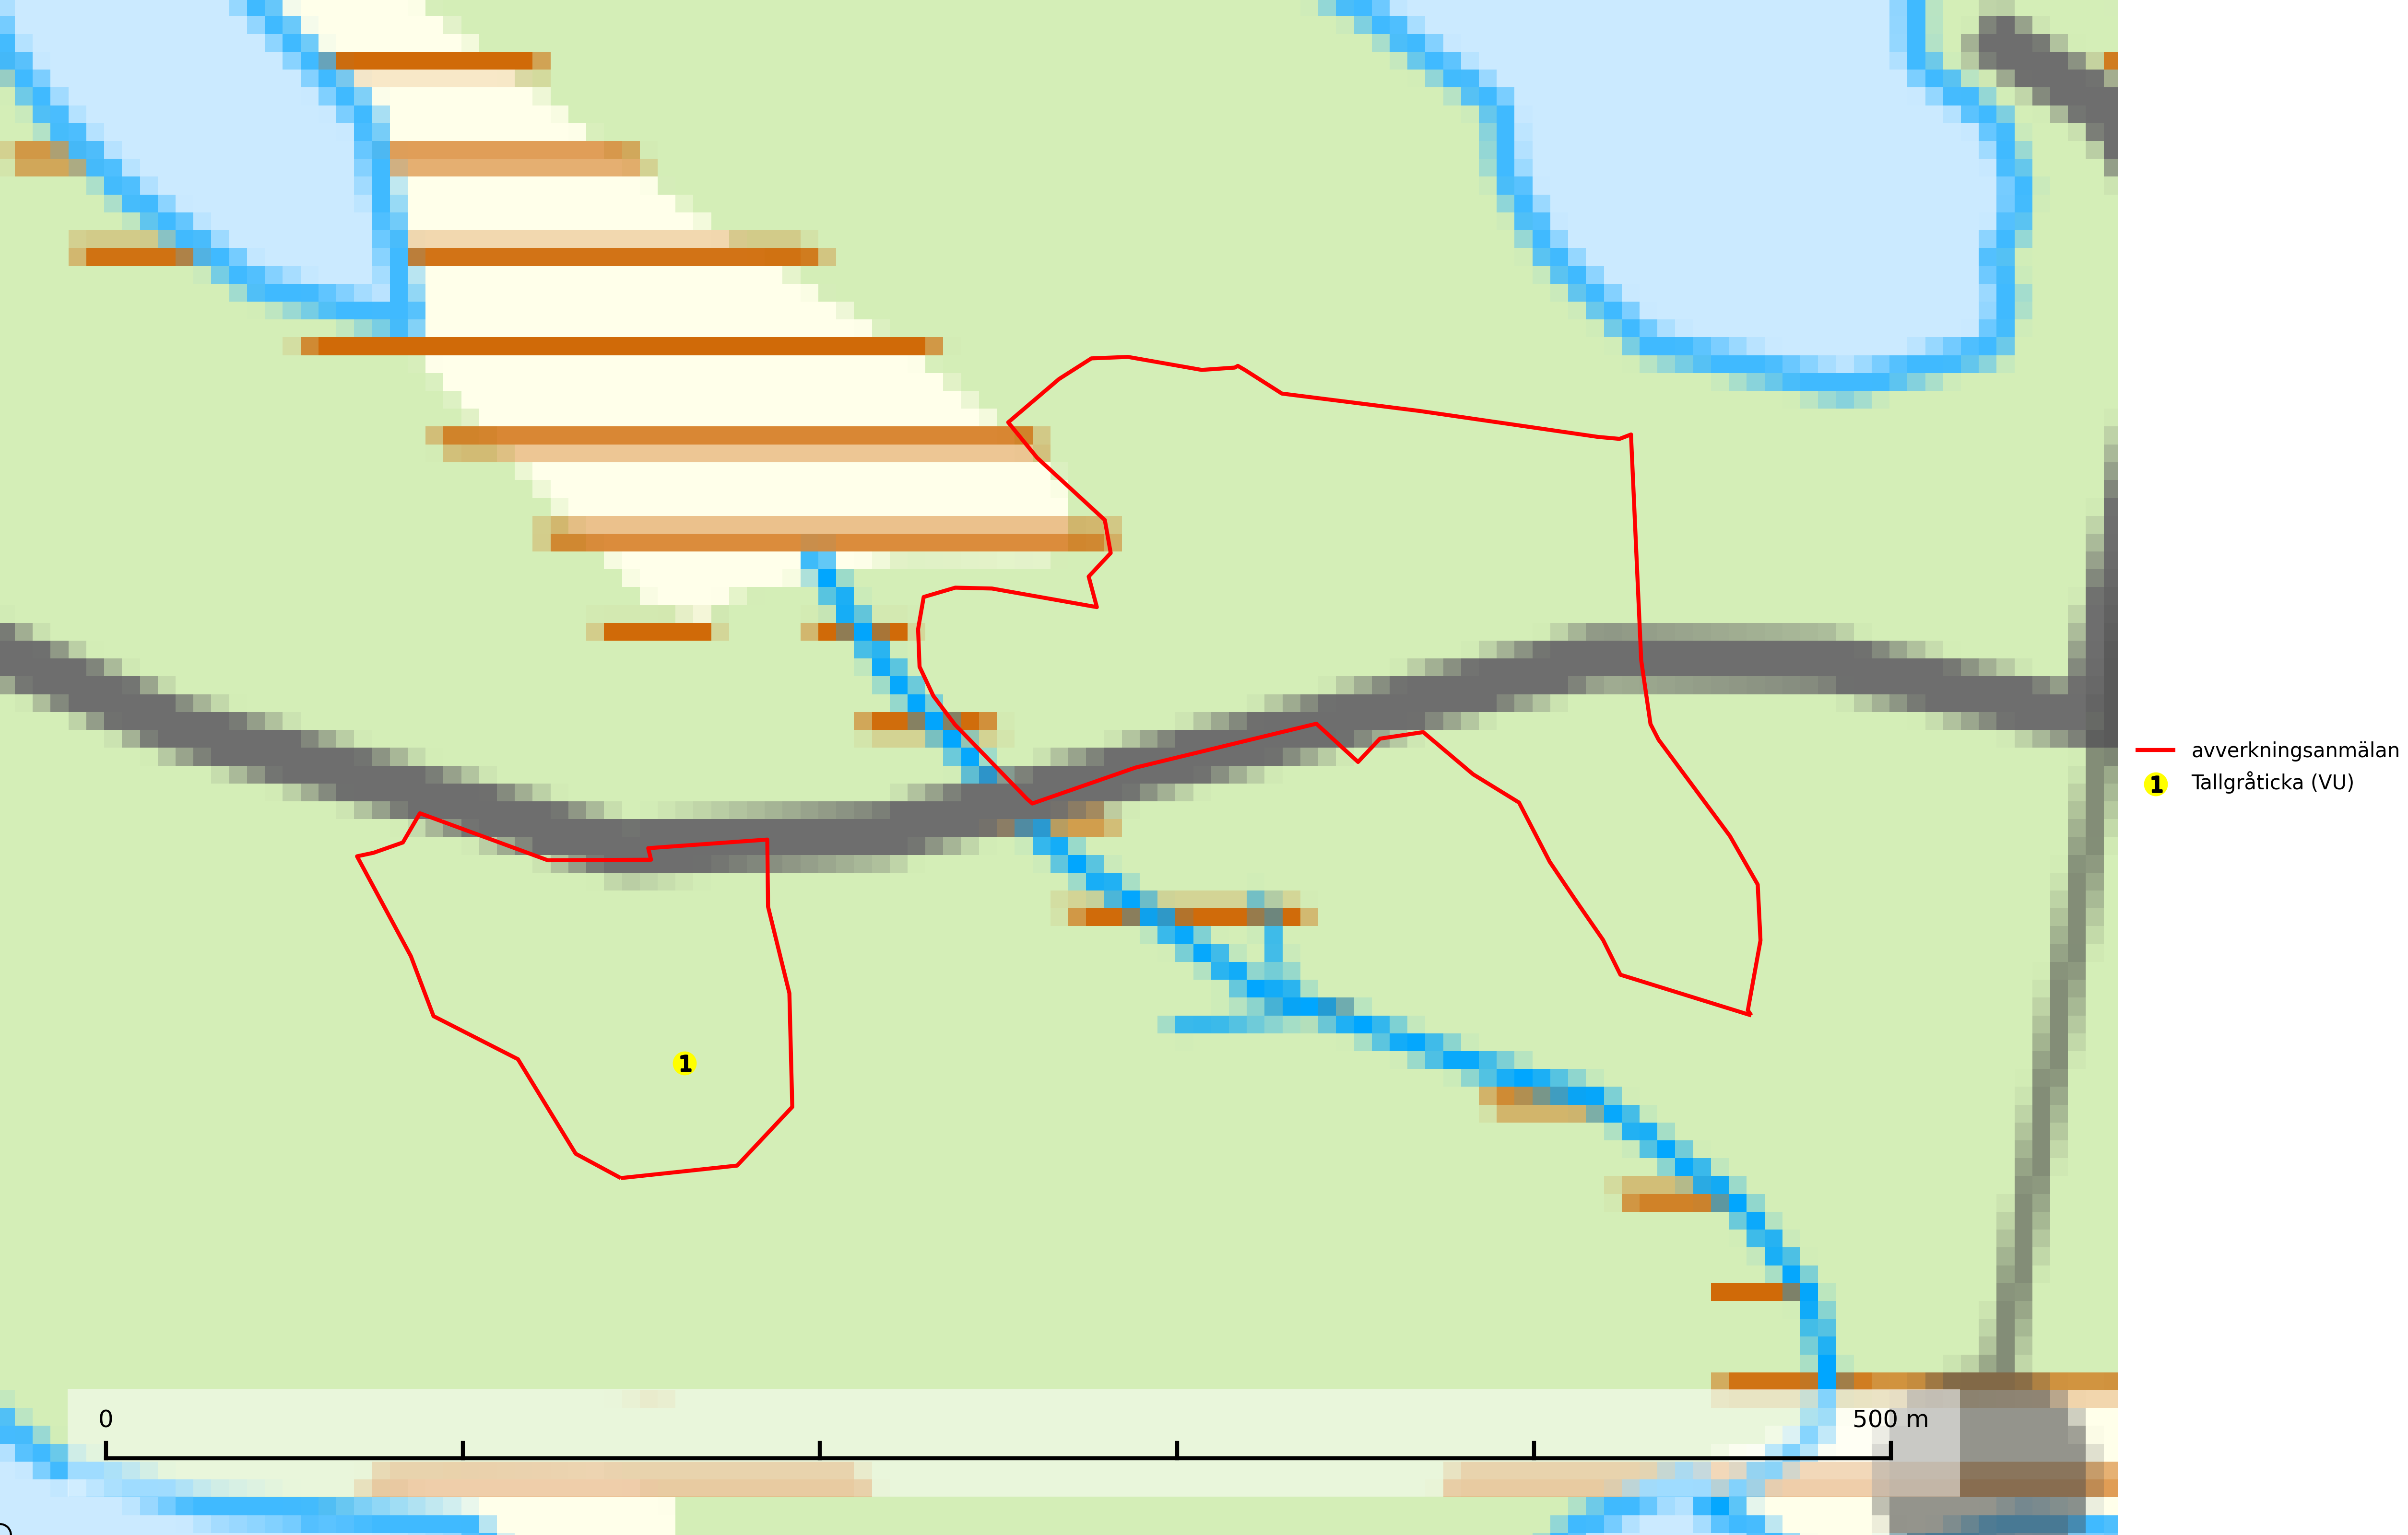 avverkningsanmälan
1 Tallgråticka (VU)
1
0 500 m